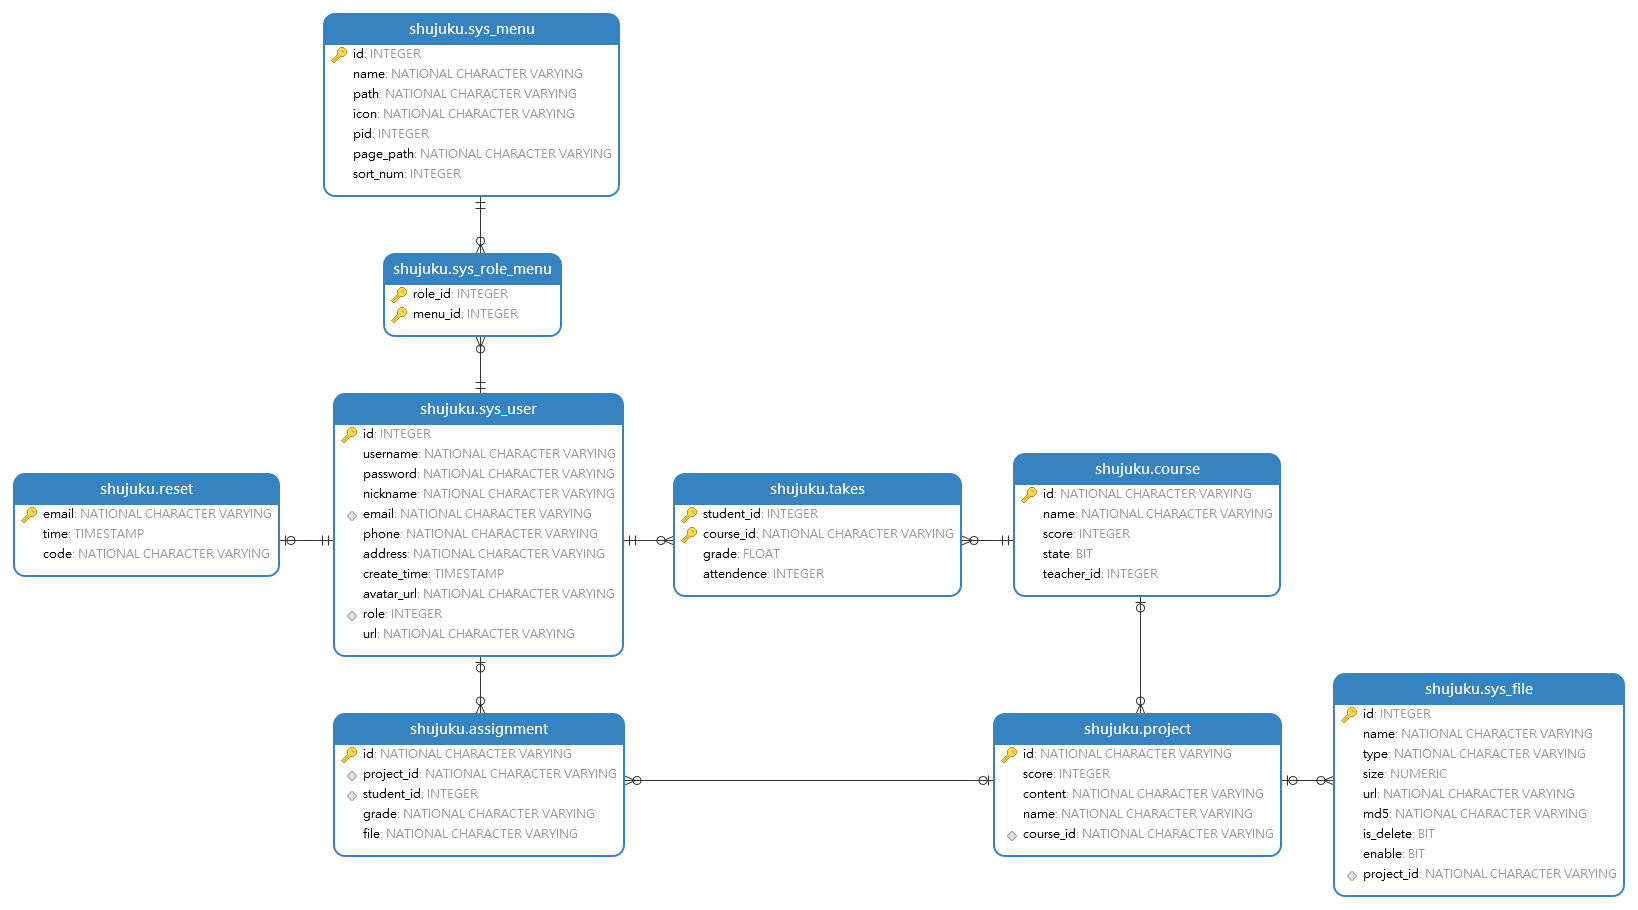 shujuku.sys_menu
id: INTEGER
name: NATIONAL CHARACTER VARYING
path: NATIONAL CHARACTER VARYING
icon: NATIONAL CHARACTER VARYING
pid: INTEGER
page_path: NATIONAL CHARACTER VARYING
sort_num: INTEGER
shujuku.sys_role_menu
role_id: INTEGER
menu_id: INTEGER
shujuku.sys_user
id: INTEGER
username: NATIONAL CHARACTER VARYING
password: NATIONAL CHARACTER VARYING
nickname: NATIONAL CHARACTER VARYING
email: NATIONAL CHARACTER VARYING
phone: NATIONAL CHARACTER VARYING
address: NATIONAL CHARACTER VARYING
create_time: TIMESTAMP
avatar_url: NATIONAL CHARACTER VARYING
role: INTEGER
url: NATIONAL CHARACTER VARYING
shujuku.reset
email: NATIONAL CHARACTER VARYING
time: TIMESTAMP
code: NATIONAL CHARACTER VARYING
shujuku.takes
student_id: INTEGER
course_id: NATIONAL CHARACTER VARYING
grade: FLOAT
attendence: INTEGER
shujuku.course
id: NATIONAL CHARACTER VARYING
name: NATIONAL CHARACTER VARYING
score: INTEGER
state: BIT
teacher_id: INTEGER
shujuku.assignment
id: NATIONAL CHARACTER VARYING
project_id: NATIONAL CHARACTER VARYING
student_id: INTEGER
grade: NATIONAL CHARACTER VARYING
file: NATIONAL CHARACTER VARYING
shujuku.project
id: NATIONAL CHARACTER VARYING
score: INTEGER
content: NATIONAL CHARACTER VARYING
name: NATIONAL CHARACTER VARYING
course_id: NATIONAL CHARACTER VARYING
shujuku.sys_file
id: INTEGER
name: NATIONAL CHARACTER VARYING
type: NATIONAL CHARACTER VARYING
size: NUMERIC
url: NATIONAL CHARACTER VARYING
md5: NATIONAL CHARACTER VARYING
is_delete: BIT
enable: BIT
project_id: NATIONAL CHARACTER VARYING